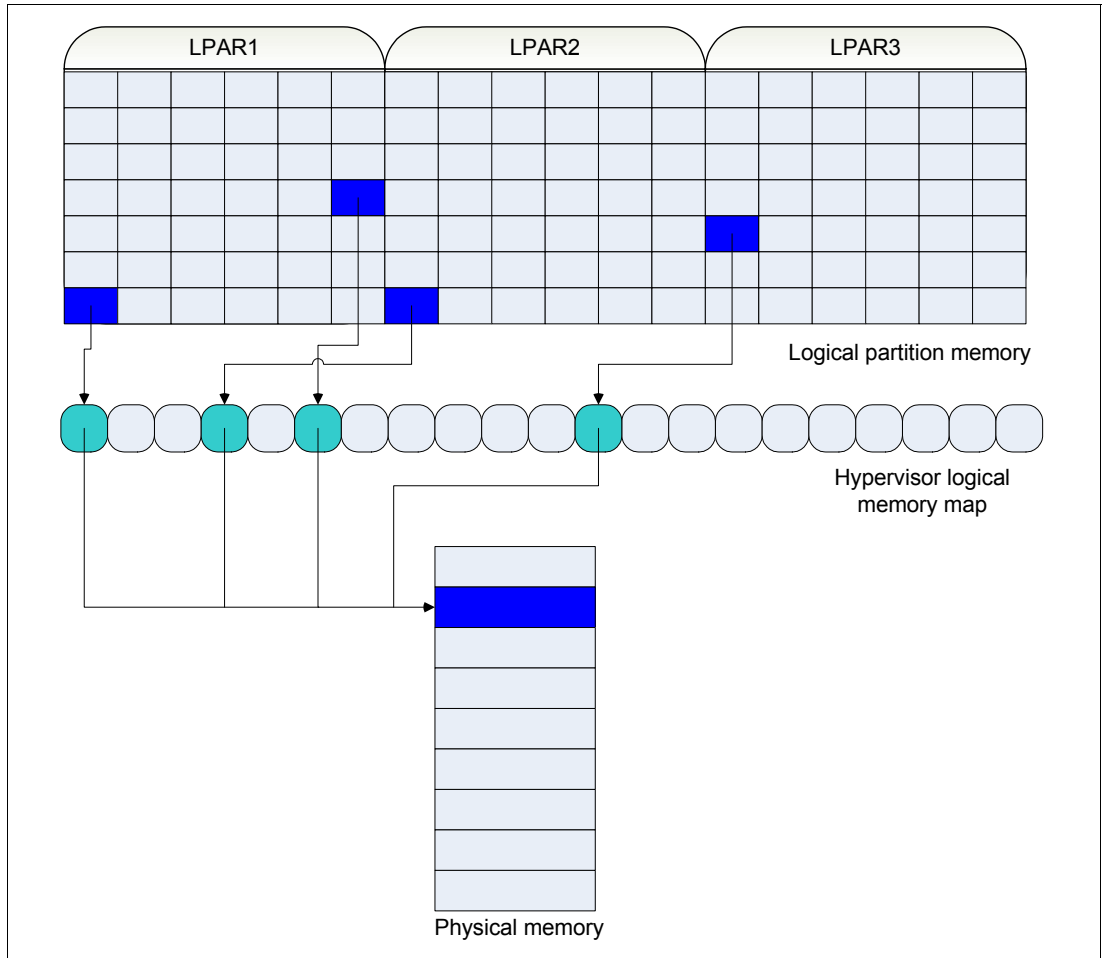 LPAR1
LPAR2
LPAR3
Logical partition memory
Hypervisor logical
memory map
Physical memory